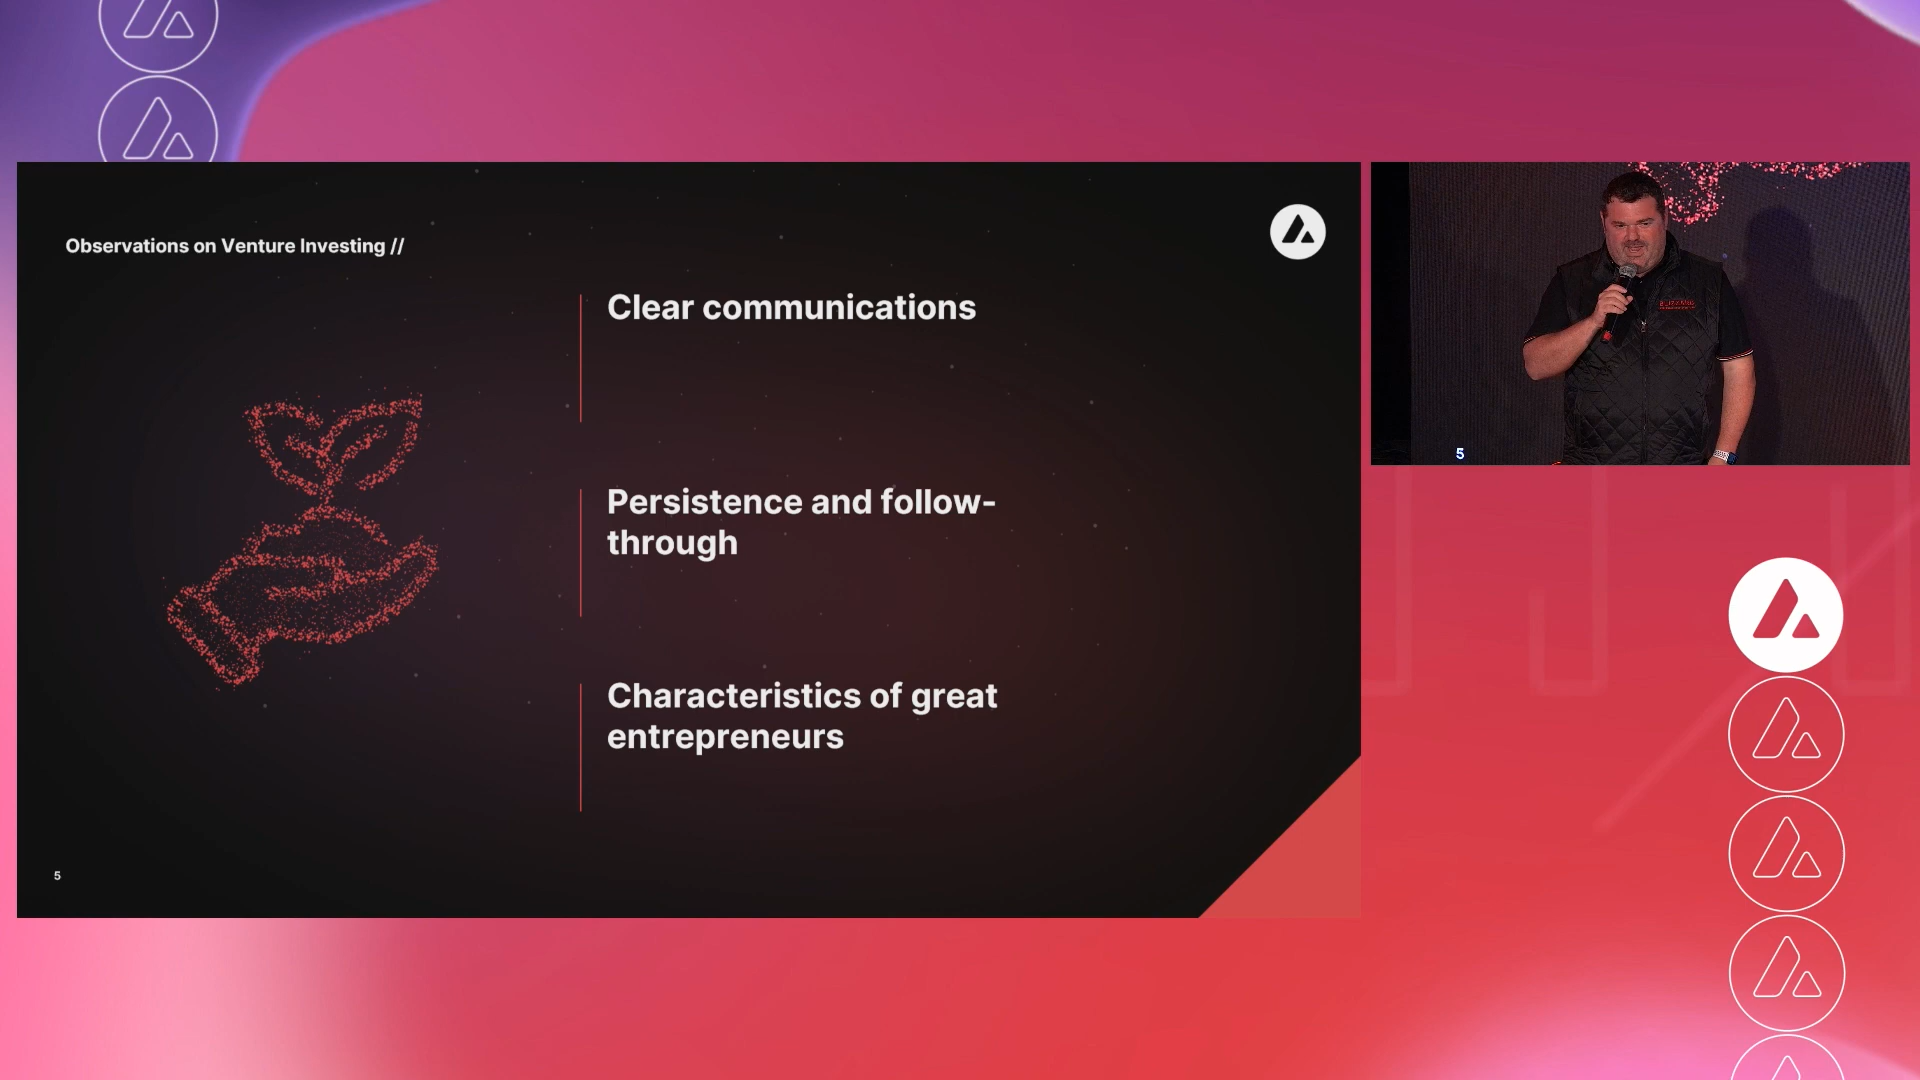 Observations on Venture Investing //
Clear communications
Persistence and follow-
through
Characteristics of great
entrepreneurs
5
5